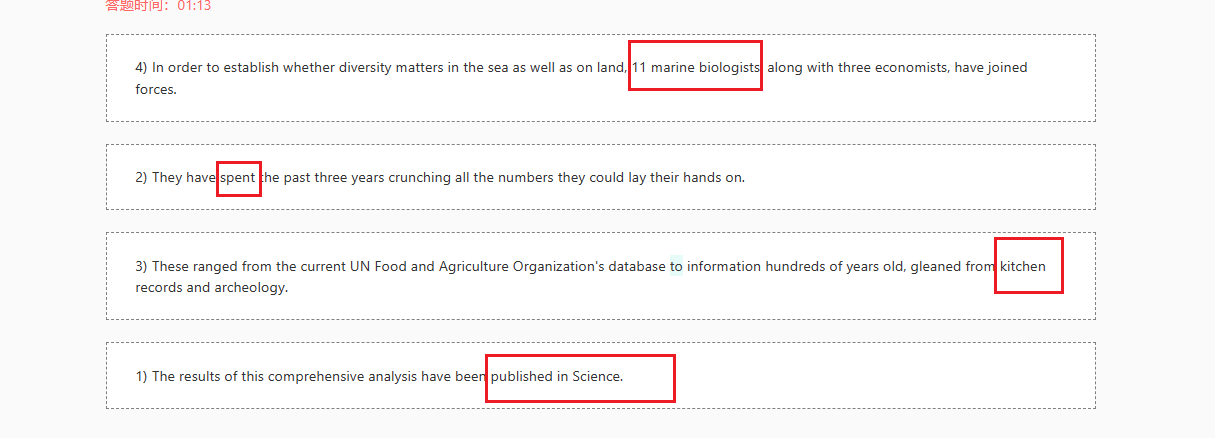 答题时间：01:13
4) In order to establish whether diversity matters in the sea as well as on land, 11 marine biologists, along with three economists, have joined
forces.
2) They have spent the past three years crunching all the numbers they could lay their hands on.
3) These ranged from the current UN Food and Agriculture Organization's database to information hundreds of years old, gleaned from kitchen
records and archeology.
1) The results of this comprehensive analysis have been published in Science.